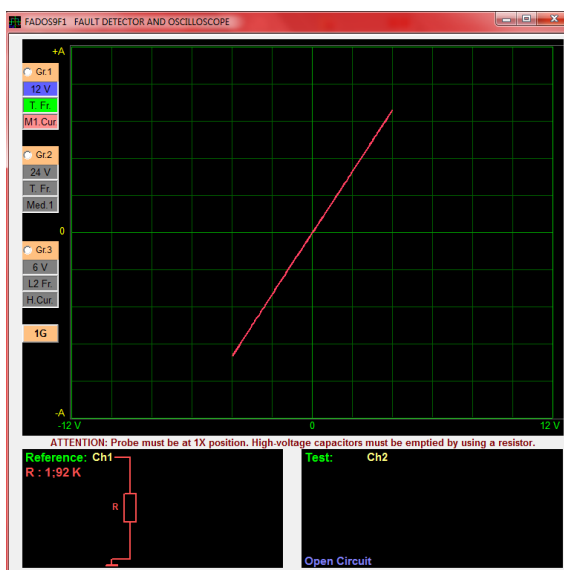 FADOS9F1 FAULT DETECTOR AND OSCILLOSCOPE
+A
Gr.1
12 V
T. Fr.
M1.Cur
Gr.2
24 V
T. Fr.
Med.1
0
Gr.3
6 V
L2 Fr.
H.Cur.
1G
-A
-12 V 0 12 V
ATTENTION: Probe must be at 1X position. High-voltage capacitors must be emptied by using a resistor.
Reference: Ch1
R : 1;92 K
R
Test: Ch2
Open Circuit